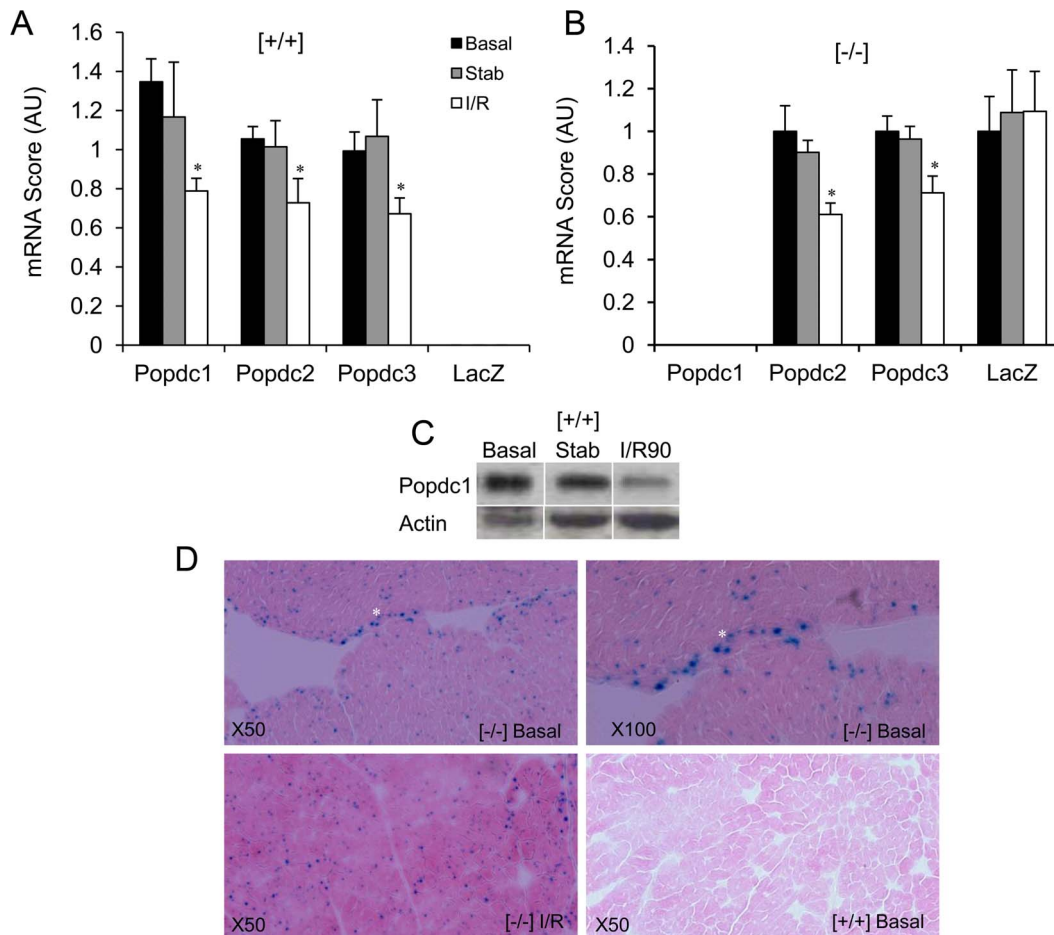 A
[+/+]
mRNA Score (AU)
1.6
1.4
1.2
1
0.8
0.6
0.4
0.2
0
Basal
Stab
I/R
*
*
*
Popdc1 Popdc2 Popdc3 LacZ
B
[-/-]
mRNA Score (AU)
1.4
1.2
1
0.8
0.6
0.4
0.2
0
*
*
Popdc1 Popdc2 Popdc3 LacZ
C
[+/+]
Basal Stab I/R90
Popdc1
Actin
D
*
X50 [-/-] Basal
*
X100 [-/-] Basal
X50 [-/-] I/R
X50 [+/+] Basal